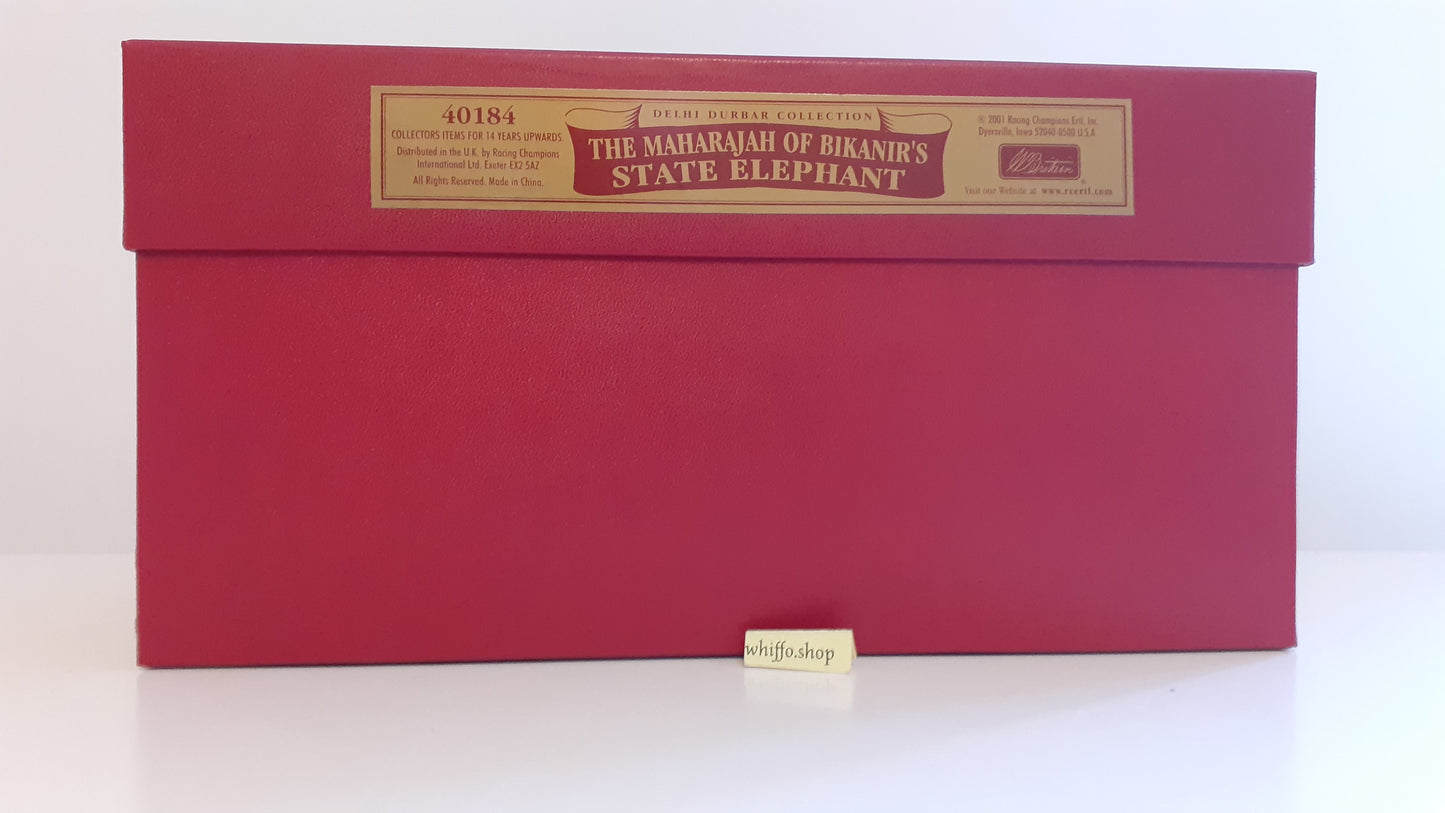 40184
COLLECTORS ITEMS FOR 14 YEARS UPWARDS.
Distributed in the U.K. by Racing Champions
International Ltd. Exeter EX2 5AZ
All Rights Reserved. Made in China.
DELHI DURBAR COLLECTION
THE MAHARAJAH OF BIKANIR'S
STATE ELEPHANT
© 2001 Racing Champions Ertl, Inc.
Dyersville, Iowa 52040-0500 U.S.A
W Britain®
Visit our Website at www.rcertl.com
whiffo.shop